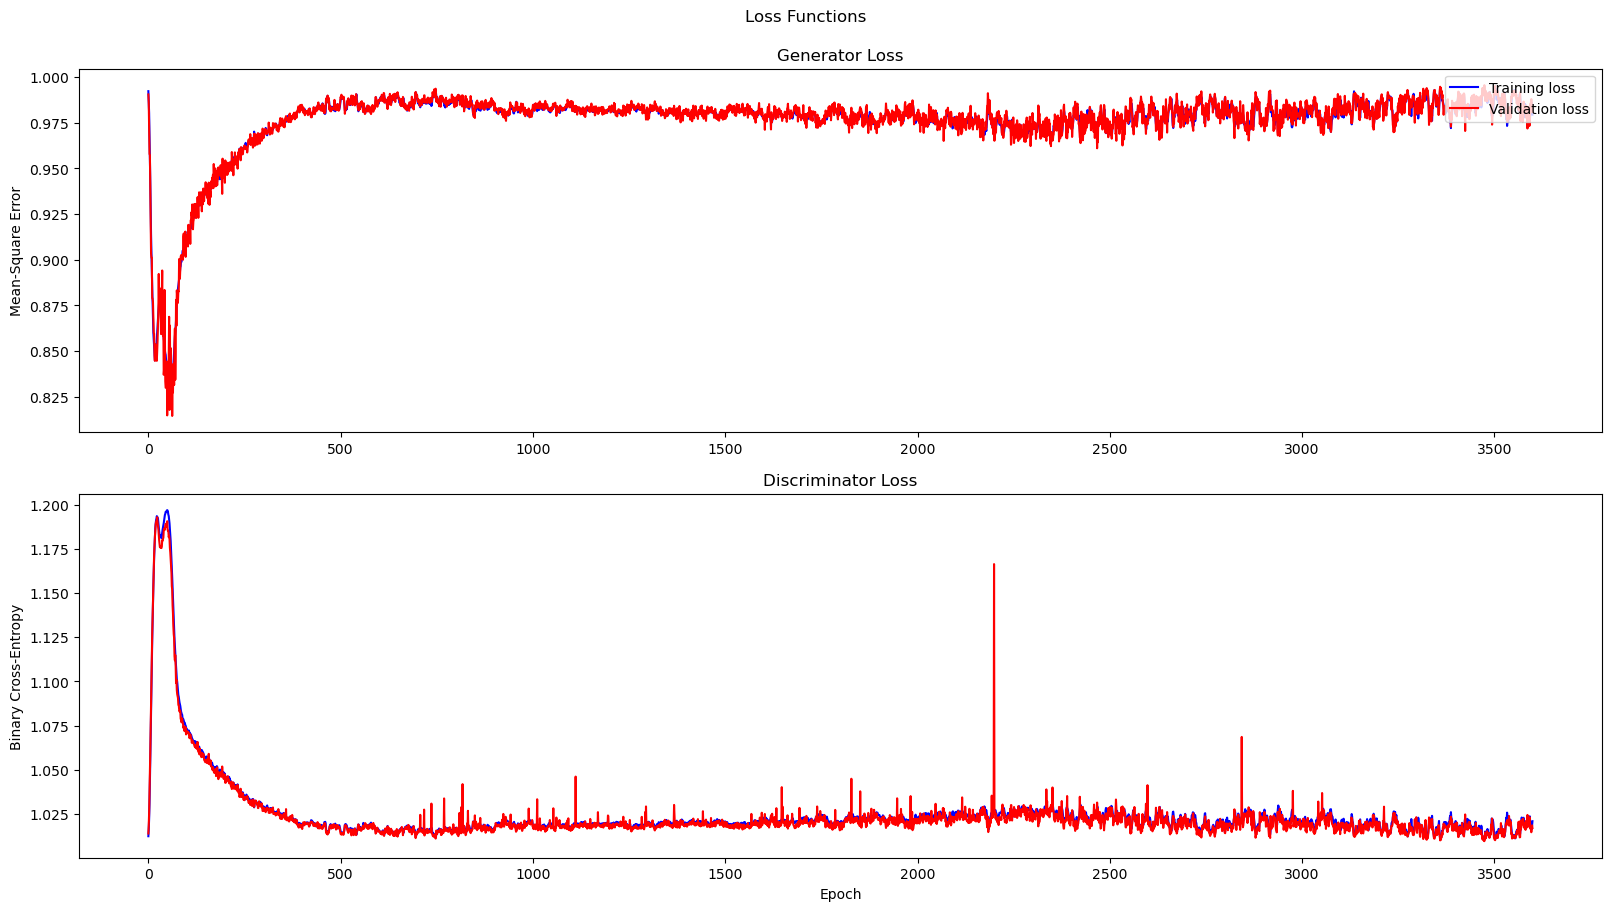 Loss Functions
Generator Loss
Mean-Square Error
1.000
0.975
0.950
0.925
0.900
0.875
0.850
0.825
Training loss
Validation loss
0 500 1000 1500 2000 2500 3000 3500
Discriminator Loss
Binary Cross-Entropy
1.200
1.175
1.150
1.125
1.100
1.075
1.050
1.025
0 500 1000 1500 2000 2500 3000 3500
Epoch